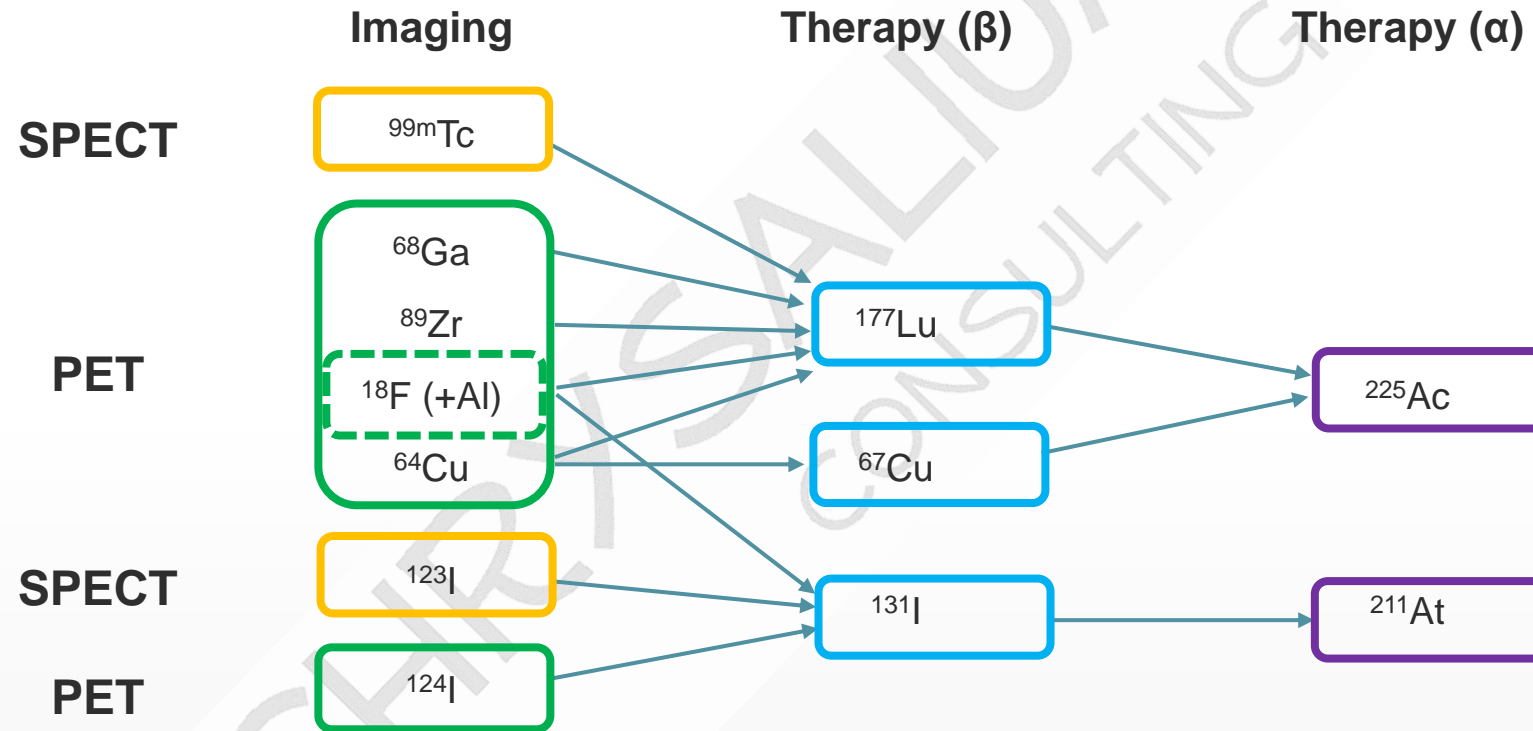 Imaging Therapy (β) Therapy (α)
SPECT
⁹⁹ᵐTc
⁶⁸Ga
⁸⁹Zr
PET
¹⁸F (+Al)
⁶⁴Cu
¹⁷⁷Lu
⁶⁷Cu
²²⁵Ac
SPECT
¹²³I
¹³¹I
²¹¹At
PET
¹²⁴I
CHRYSALIUM
CONSULTING